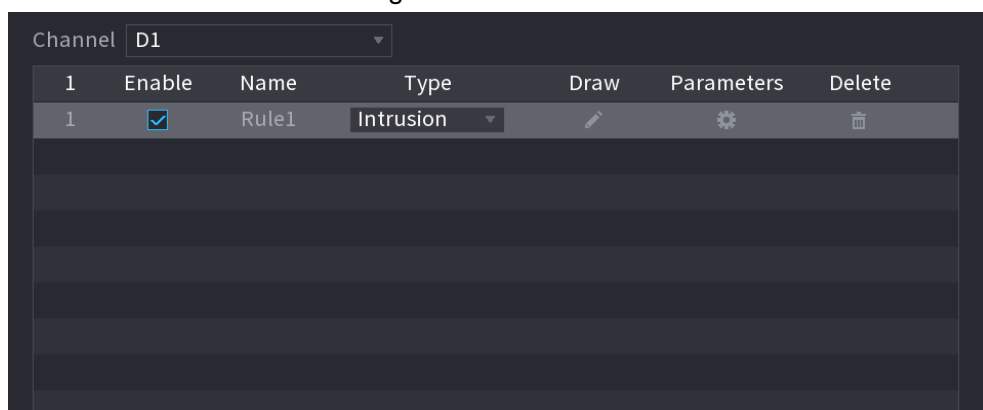 Channel D1
1 Enable Name Type Draw Parameters Delete
1 Rule1 Intrusion